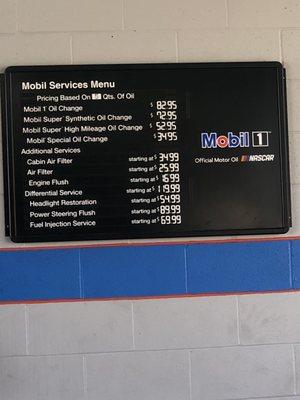 Mobil Services Menu
Pricing Based On Qts. Of Oil
Mobil 1 Oil Change $ 82.95
Mobil Super Synthetic Oil Change $ 72.95
Mobil Super High Mileage Oil Change $ 52.95
Mobil Special Oil Change $ 34.95
Additional Services
Cabin Air Filter starting at $ 34.99
Air Filter starting at $ 25.99
Engine Flush starting at $ 16.99
Differential Service starting at $ 119.99
Headlight Restoration starting at $ 54.99
Power Steering Flush starting at $ 89.99
Fuel Injection Service starting at $ 69.99
Mobil 1
Official Motor Oil NASCAR